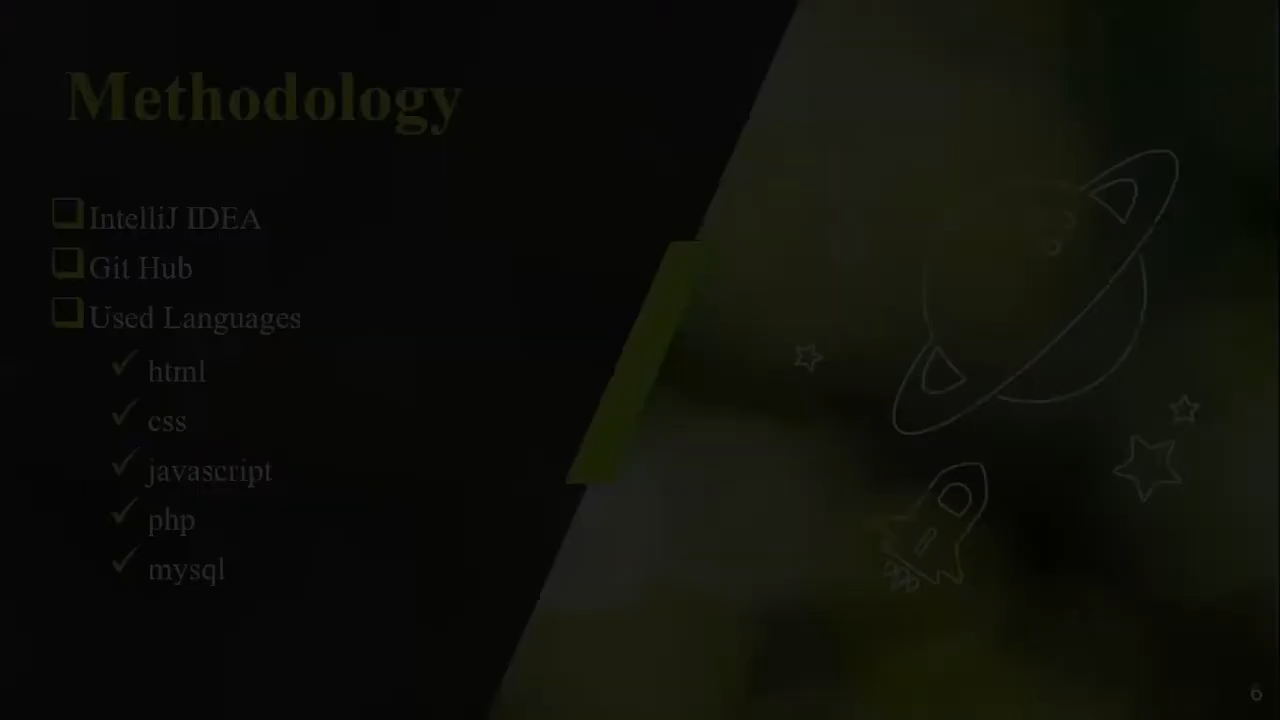 Methodology
IntelliJ IDEA
Git Hub
Used Languages
html
css
javascript
php
mysql
6